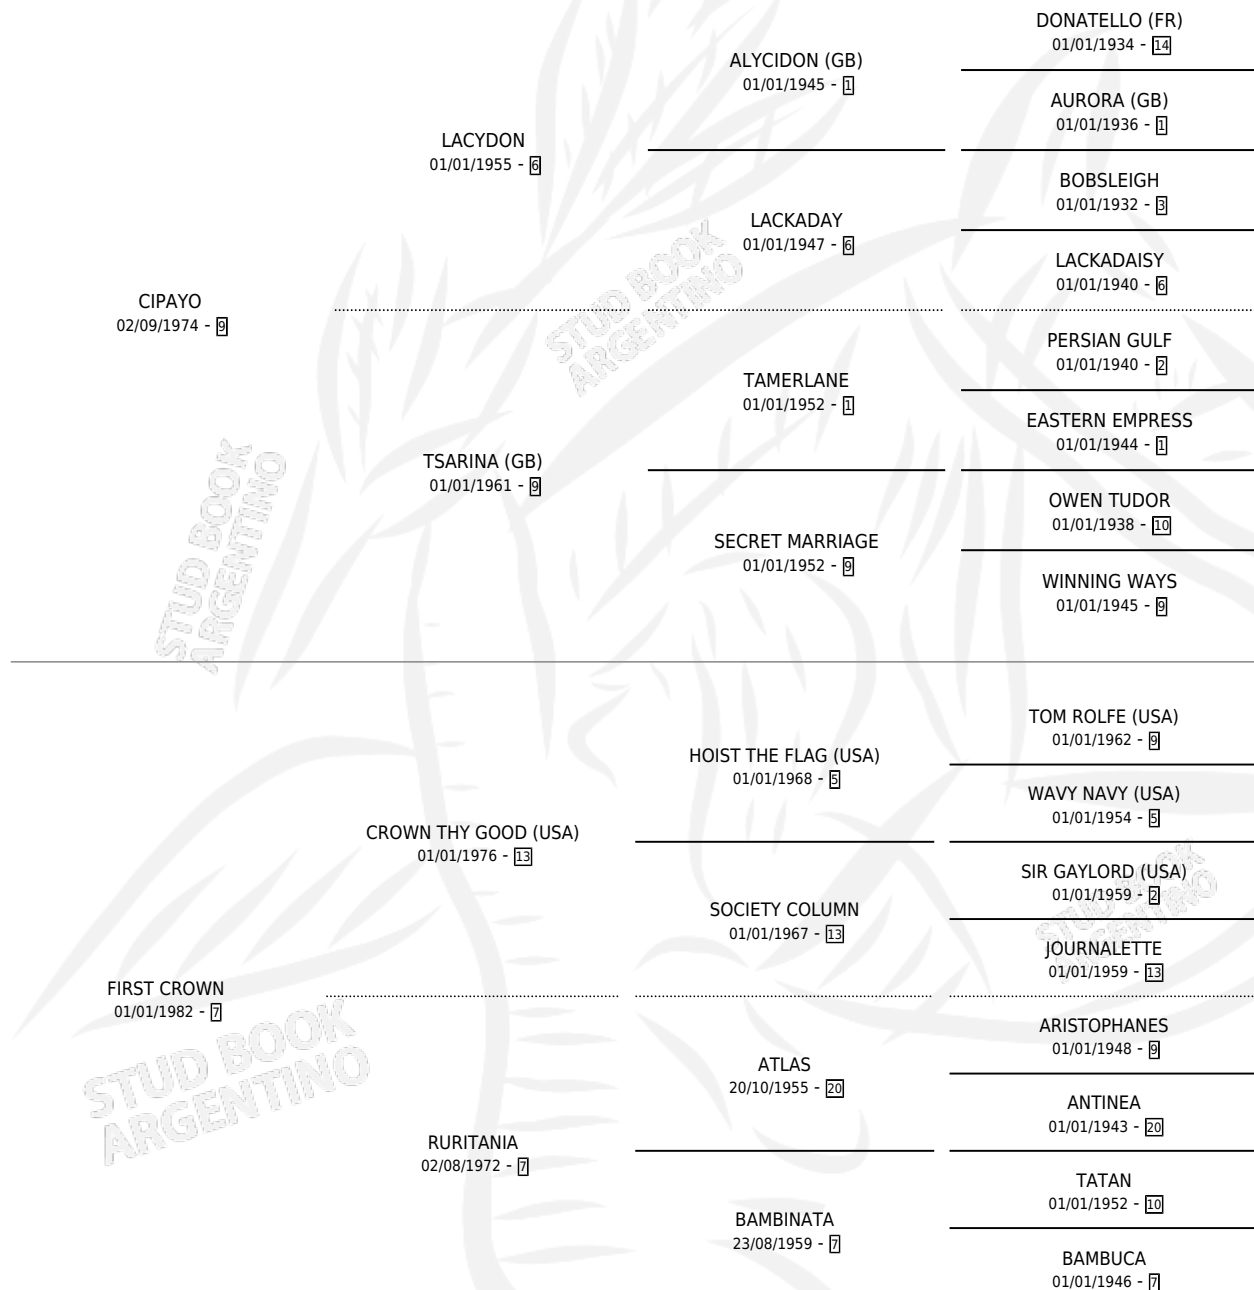 DONATELLO (FR)
01/01/1934 - 14
ALYCIDON (GB)
01/01/1945 - 1
AURORA (GB)
01/01/1936 - 1
LACYDON
01/01/1955 - 6
BOBSLEIGH
01/01/1932 - 3
LACKADAY
01/01/1947 - 6
LACKADAISY
01/01/1940 - 6
CIPAYO
02/09/1974 - 9
PERSIAN GULF
01/01/1940 - 2
TAMERLANE
01/01/1952 - 1
EASTERN EMPRESS
01/01/1944 - 1
TSARINA (GB)
01/01/1961 - 9
OWEN TUDOR
01/01/1938 - 10
SECRET MARRIAGE
01/01/1952 - 9
WINNING WAYS
01/01/1945 - 9
TOM ROLFE (USA)
01/01/1962 - 9
HOIST THE FLAG (USA)
01/01/1968 - 5
WAVY NAVY (USA)
01/01/1954 - 5
CROWN THY GOOD (USA)
01/01/1976 - 13
SIR GAYLORD (USA)
01/01/1959 - 2
SOCIETY COLUMN
01/01/1967 - 13
JOURNALETTE
01/01/1959 - 13
FIRST CROWN
01/01/1982 - 7
ARISTOPHANES
01/01/1948 - 9
ATLAS
20/10/1955 - 20
ANTINEA
01/01/1943 - 20
RURITANIA
02/08/1972 - 7
TATAN
01/01/1952 - 10
BAMBINATA
23/08/1959 - 7
BAMBUCA
01/01/1946 - 7
STUD BOOK
ARGENTINO
STUD BOOK
ARGENTINO
STUD BOOK
ARGENTINO
STUD BOOK
ARGENTINO